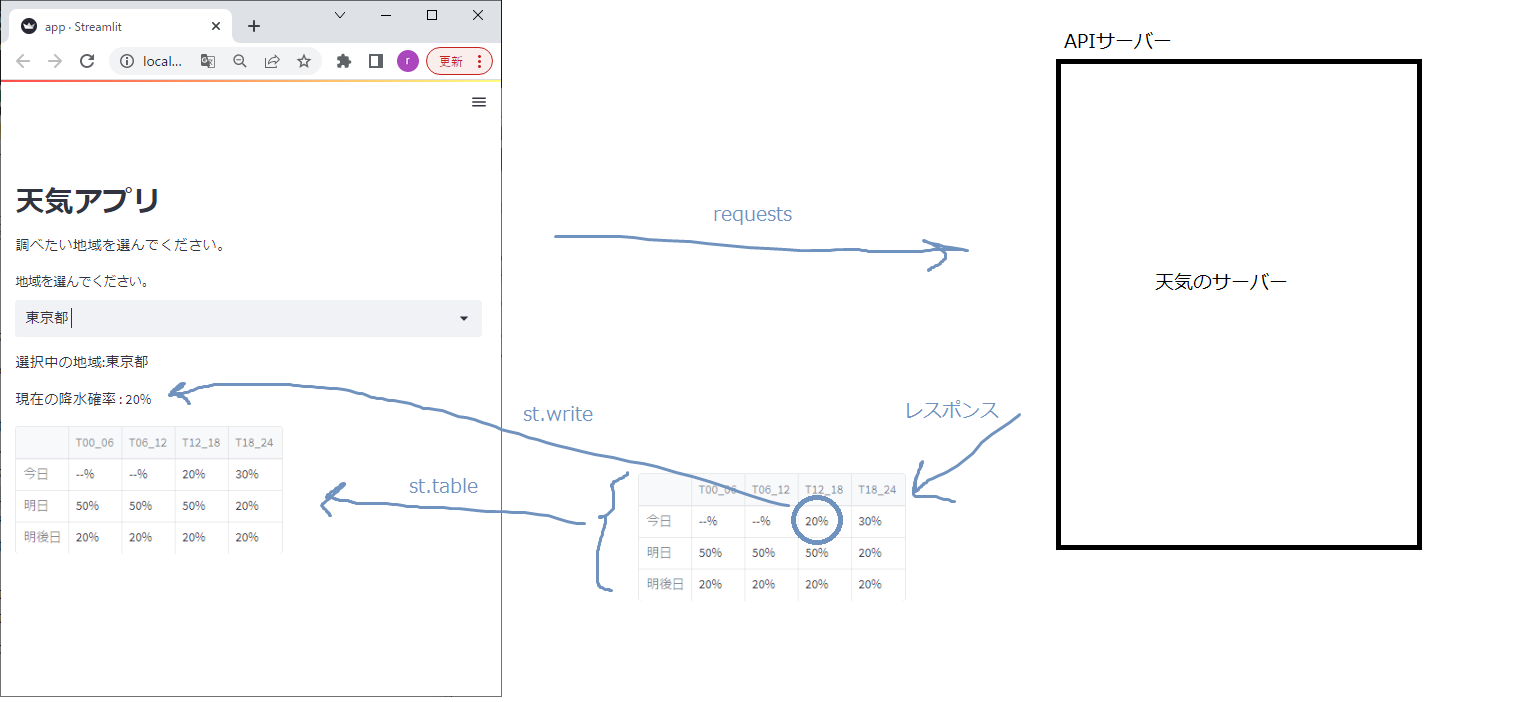 app · Streamlit
local...
r
更新
天気アプリ
調べたい地域を選んでください。
地域を選んでください。
東京都
選択中の地域:東京都
現在の降水確率 : 20%
T00_06 T06_12 T12_18 T18_24
今日 --% --% 20% 30%
明日 50% 50% 50% 20%
明後日 20% 20% 20% 20%
requests
st.write
st.table
レスポンス
T00_06 T06_12 T12_18 T18_24
今日 --% --% 20% 30%
明日 50% 50% 50% 20%
明後日 20% 20% 20% 20%
APIサーバー
天気のサーバー